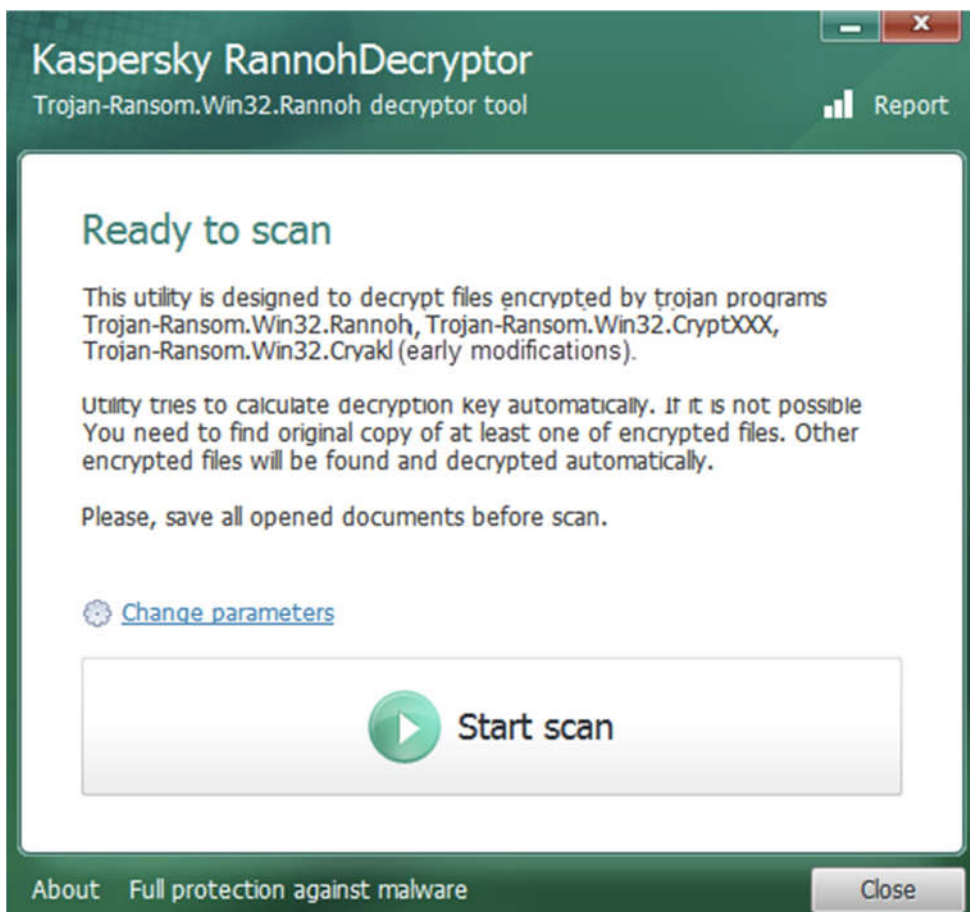 Kaspersky RannohDecryptor
Trojan-Ransom.Win32.Rannoh decryptor tool
Report
Ready to scan
This utility is designed to decrypt files encrypted by trojan programs
Trojan-Ransom.Win32.Rannoh, Trojan-Ransom.Win32.CryptXXX,
Trojan-Ransom.Win32.Cryakl (early modifications).
Utility tries to calculate decryption key automatically. If it is not possible
You need to find original copy of at least one of encrypted files. Other
encrypted files will be found and decrypted automatically.
Please, save all opened documents before scan.
Change parameters
Start scan
About Full protection against malware Close